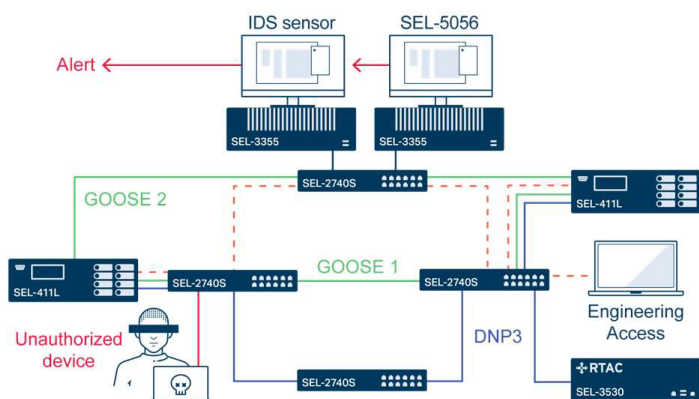 IDS sensor
SEL-5056
Alert
SEL-3355
SEL-3355
SEL-2740S
GOOSE 2
SEL-411L
GOOSE 1
SEL-411L
SEL-2740S
SEL-2740S
Engineering
Access
Unauthorized
device
DNP3
SEL-2740S
RTAC
SEL-3530